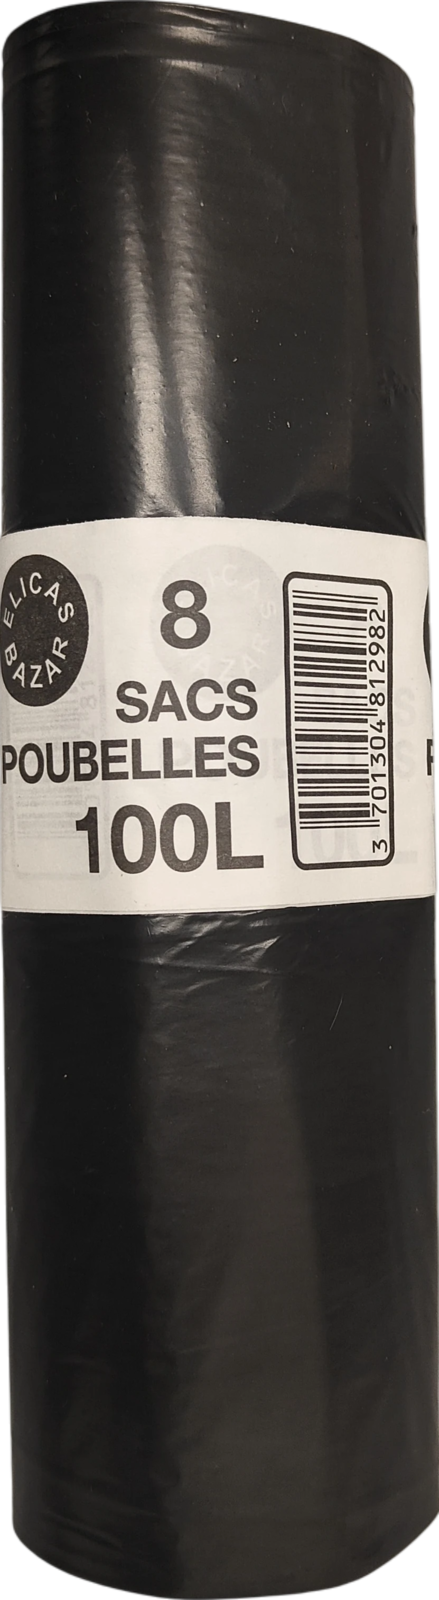 ELICAS
BAZAR
8
SACS
POUBELLES
100L
3 701304 812982